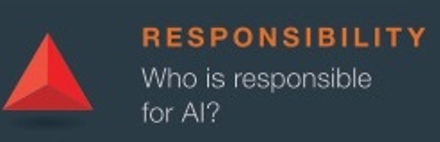 RESPONSIBILITY
Who is responsible
for AI?